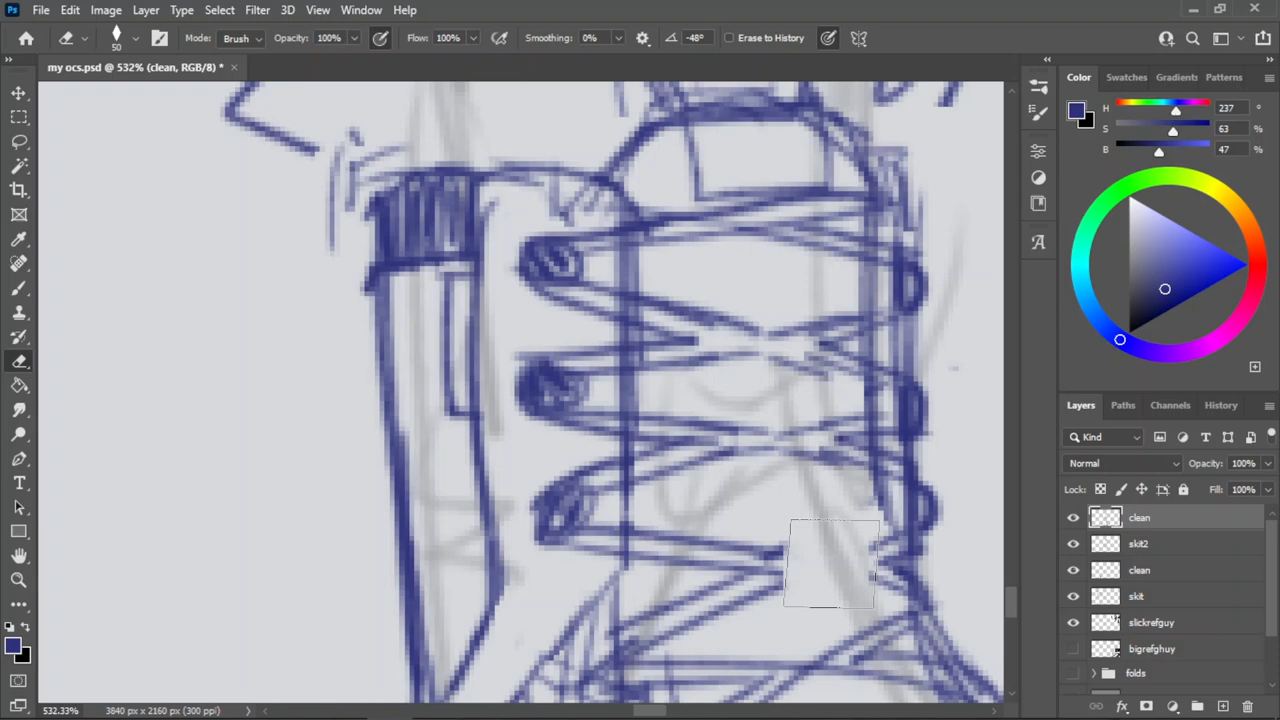 Ps File Edit Image Layer Type Select Filter 3D View Window Help
50 Mode: Brush Opacity: 100% Flow: 100% Smoothing: 0% -48° Erase to History
my ocs.psd @ 532% (clean, RGB/8) * ×
Color Swatches Gradients Patterns
H 237 °
S 63 %
B 47 %
Layers Paths Channels History
Kind
Normal Opacity: 100%
Lock: Fill: 100%
clean
skit2
clean
skit
slickrefguy
bigrefghuy
folds
532.33% 3840 px x 2160 px (300 ppi)